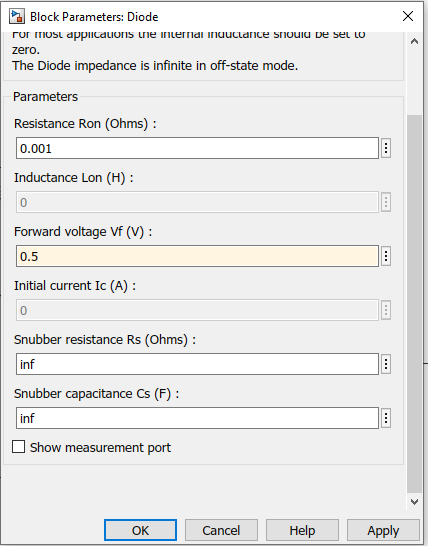 Block Parameters: Diode
For most applications the internal inductance should be set to
zero.
The Diode impedance is infinite in off-state mode.
Parameters
Resistance Ron (Ohms) :
0.001
Inductance Lon (H) :
0
Forward voltage Vf (V) :
0.5
Initial current Ic (A) :
0
Snubber resistance Rs (Ohms) :
inf
Snubber capacitance Cs (F) :
inf
Show measurement port
OK Cancel Help Apply